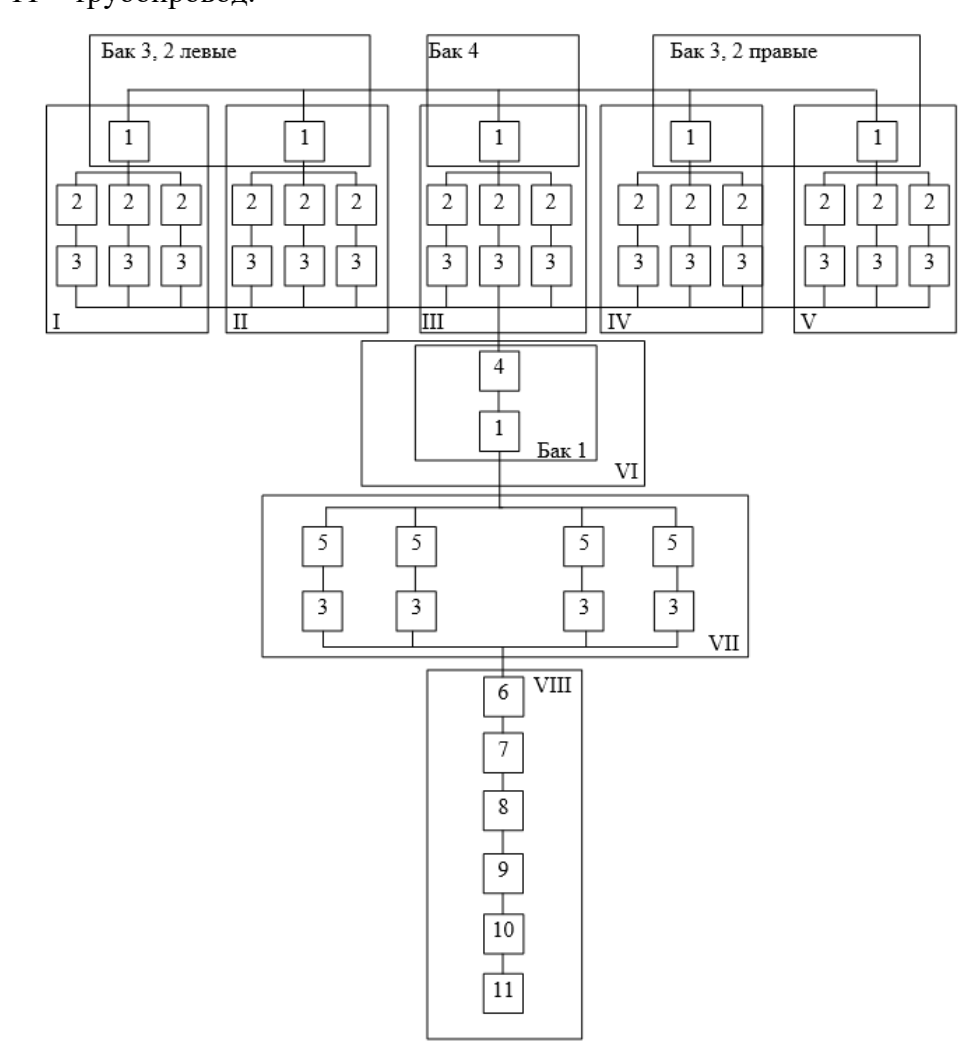 11 – трубопровод.
Бак 3, 2 левые
Бак 4
Бак 3, 2 правые
1 1 1 1 1
2 2 2 2 2 2 2 2 2 2 2 2 2 2 2
3 3 3 3 3 3 3 3 3 3 3 3 3 3 3
I II III IV V
4
1
Бак 1
VI
5 5 5 5
3 3 3 3
VII
6
VIII
7
8
9
10
11